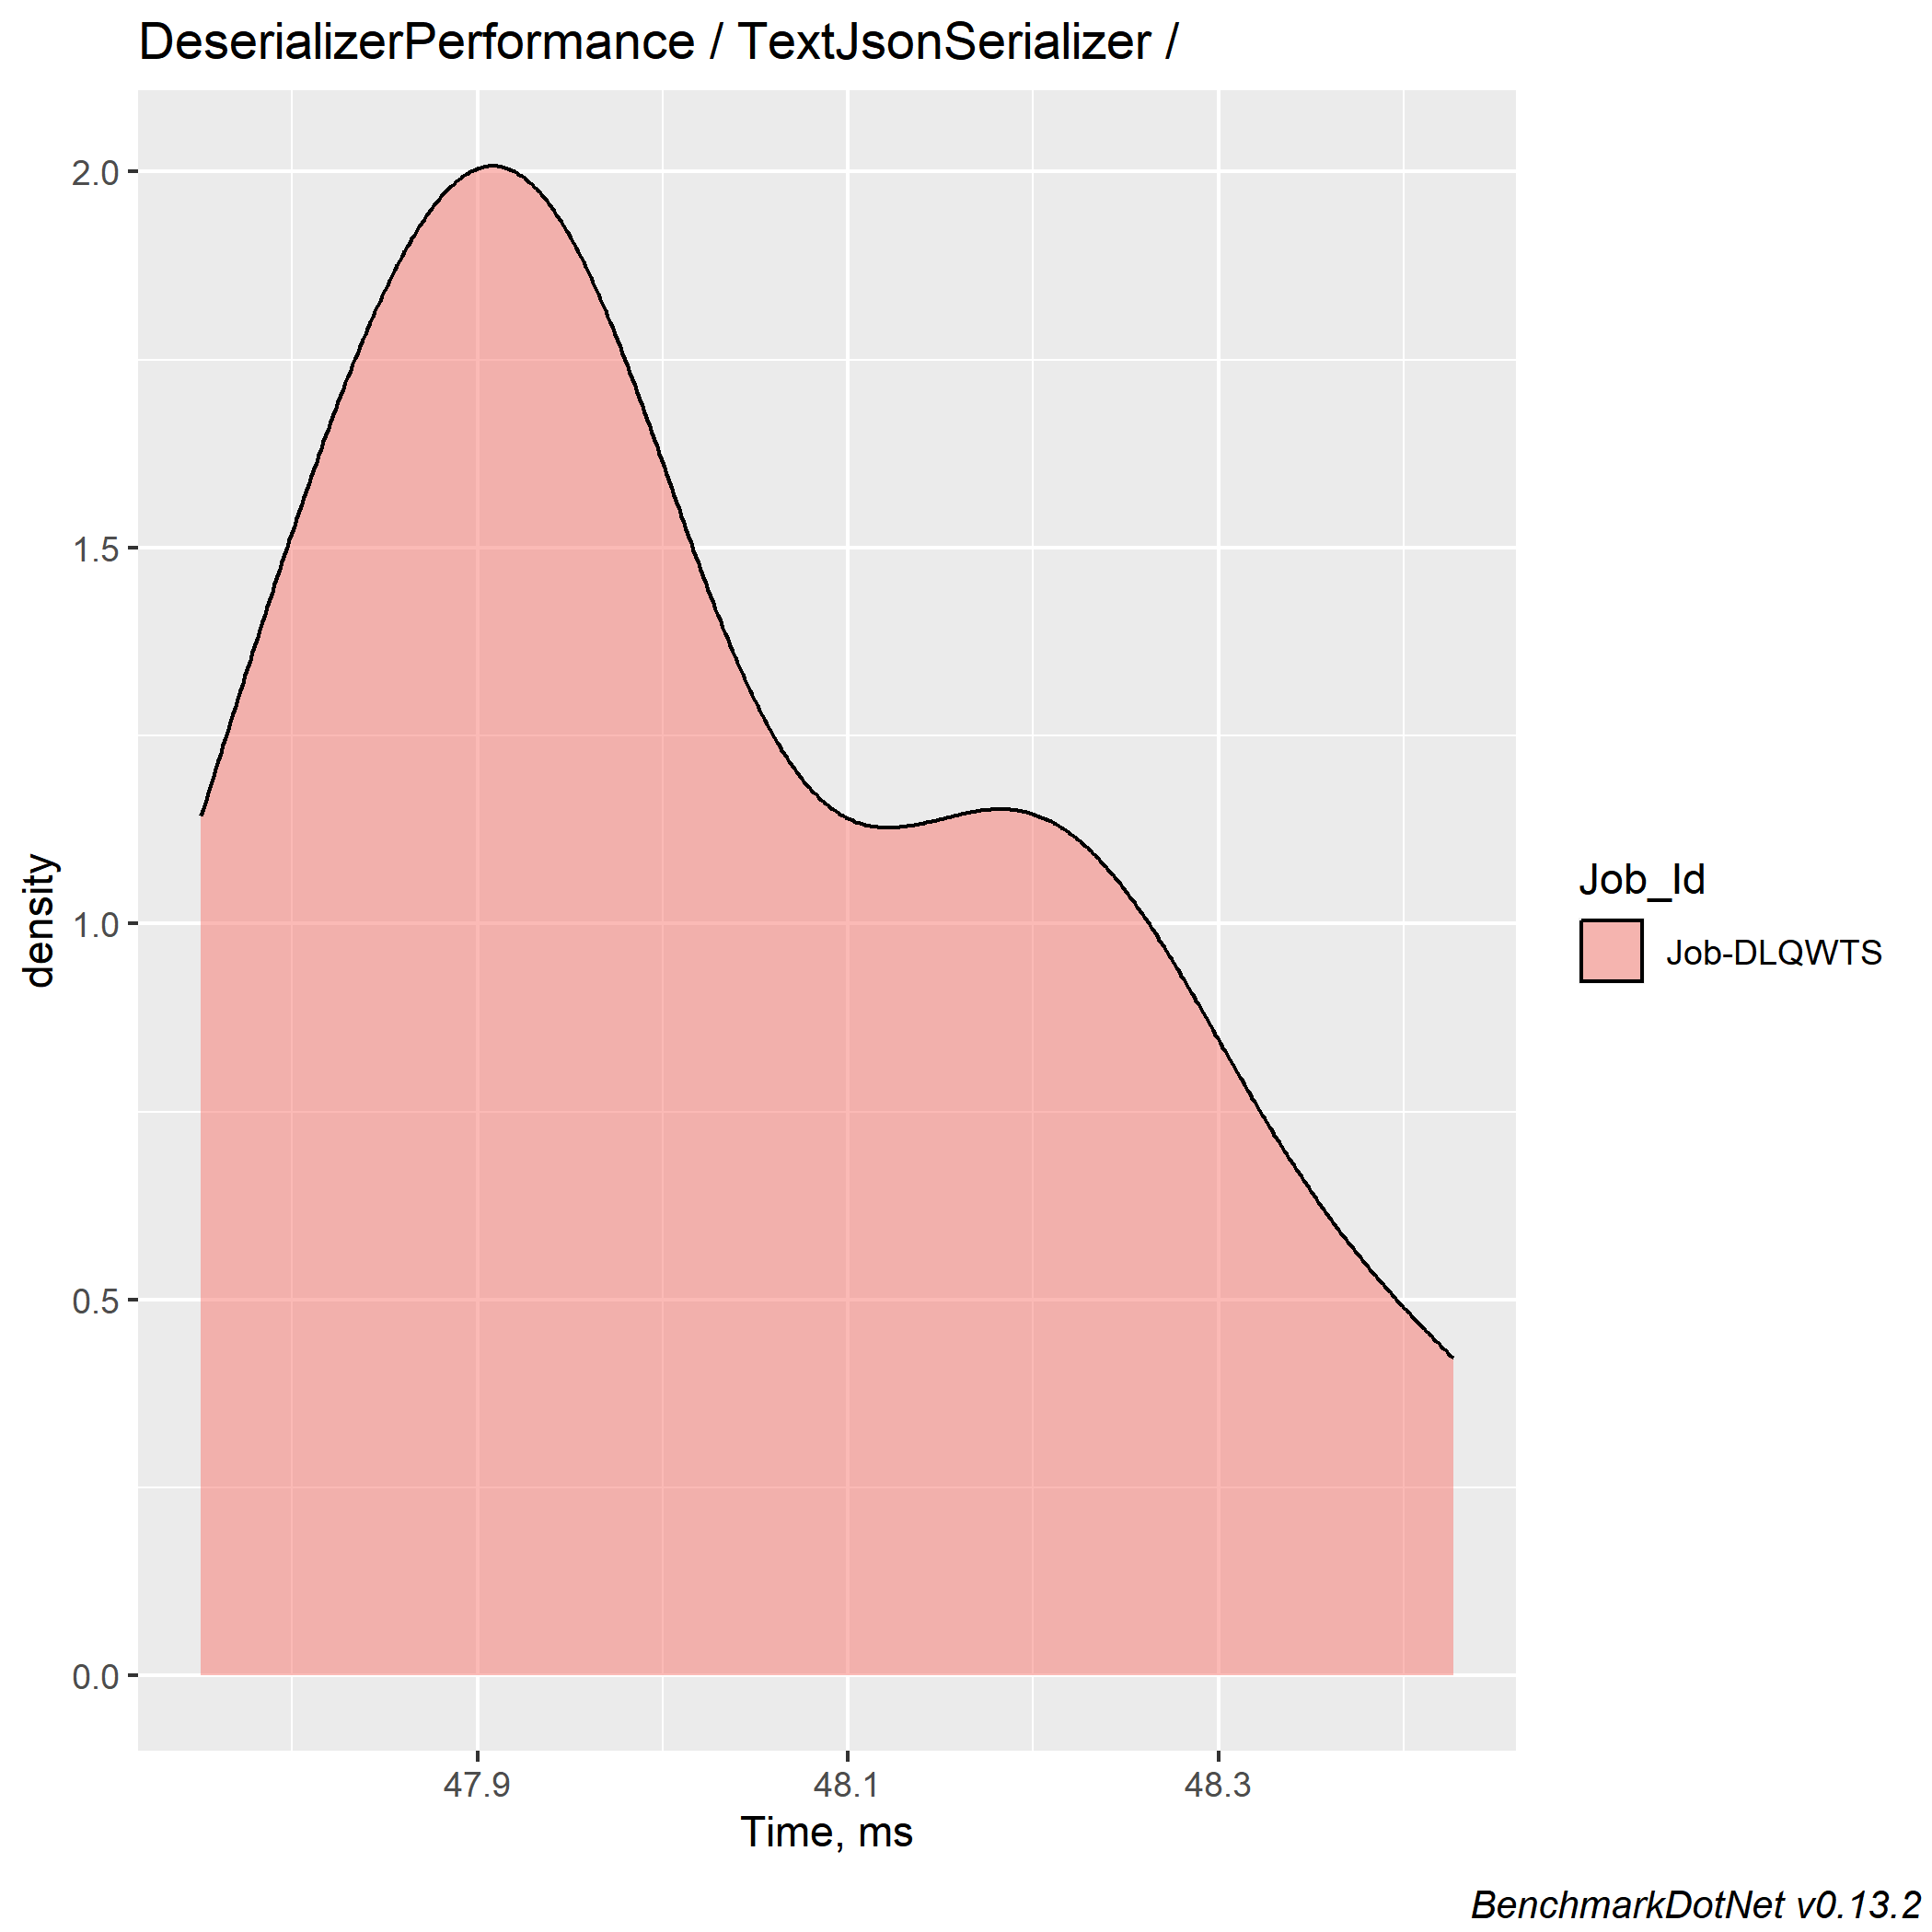 DeserializerPerformance / TextJsonSerializer /
2.0
1.5
1.0
0.5
0.0
density
47.9
48.1
48.3
Time, ms
Job_Id
Job-DLQWTS
BenchmarkDotNet v0.13.2